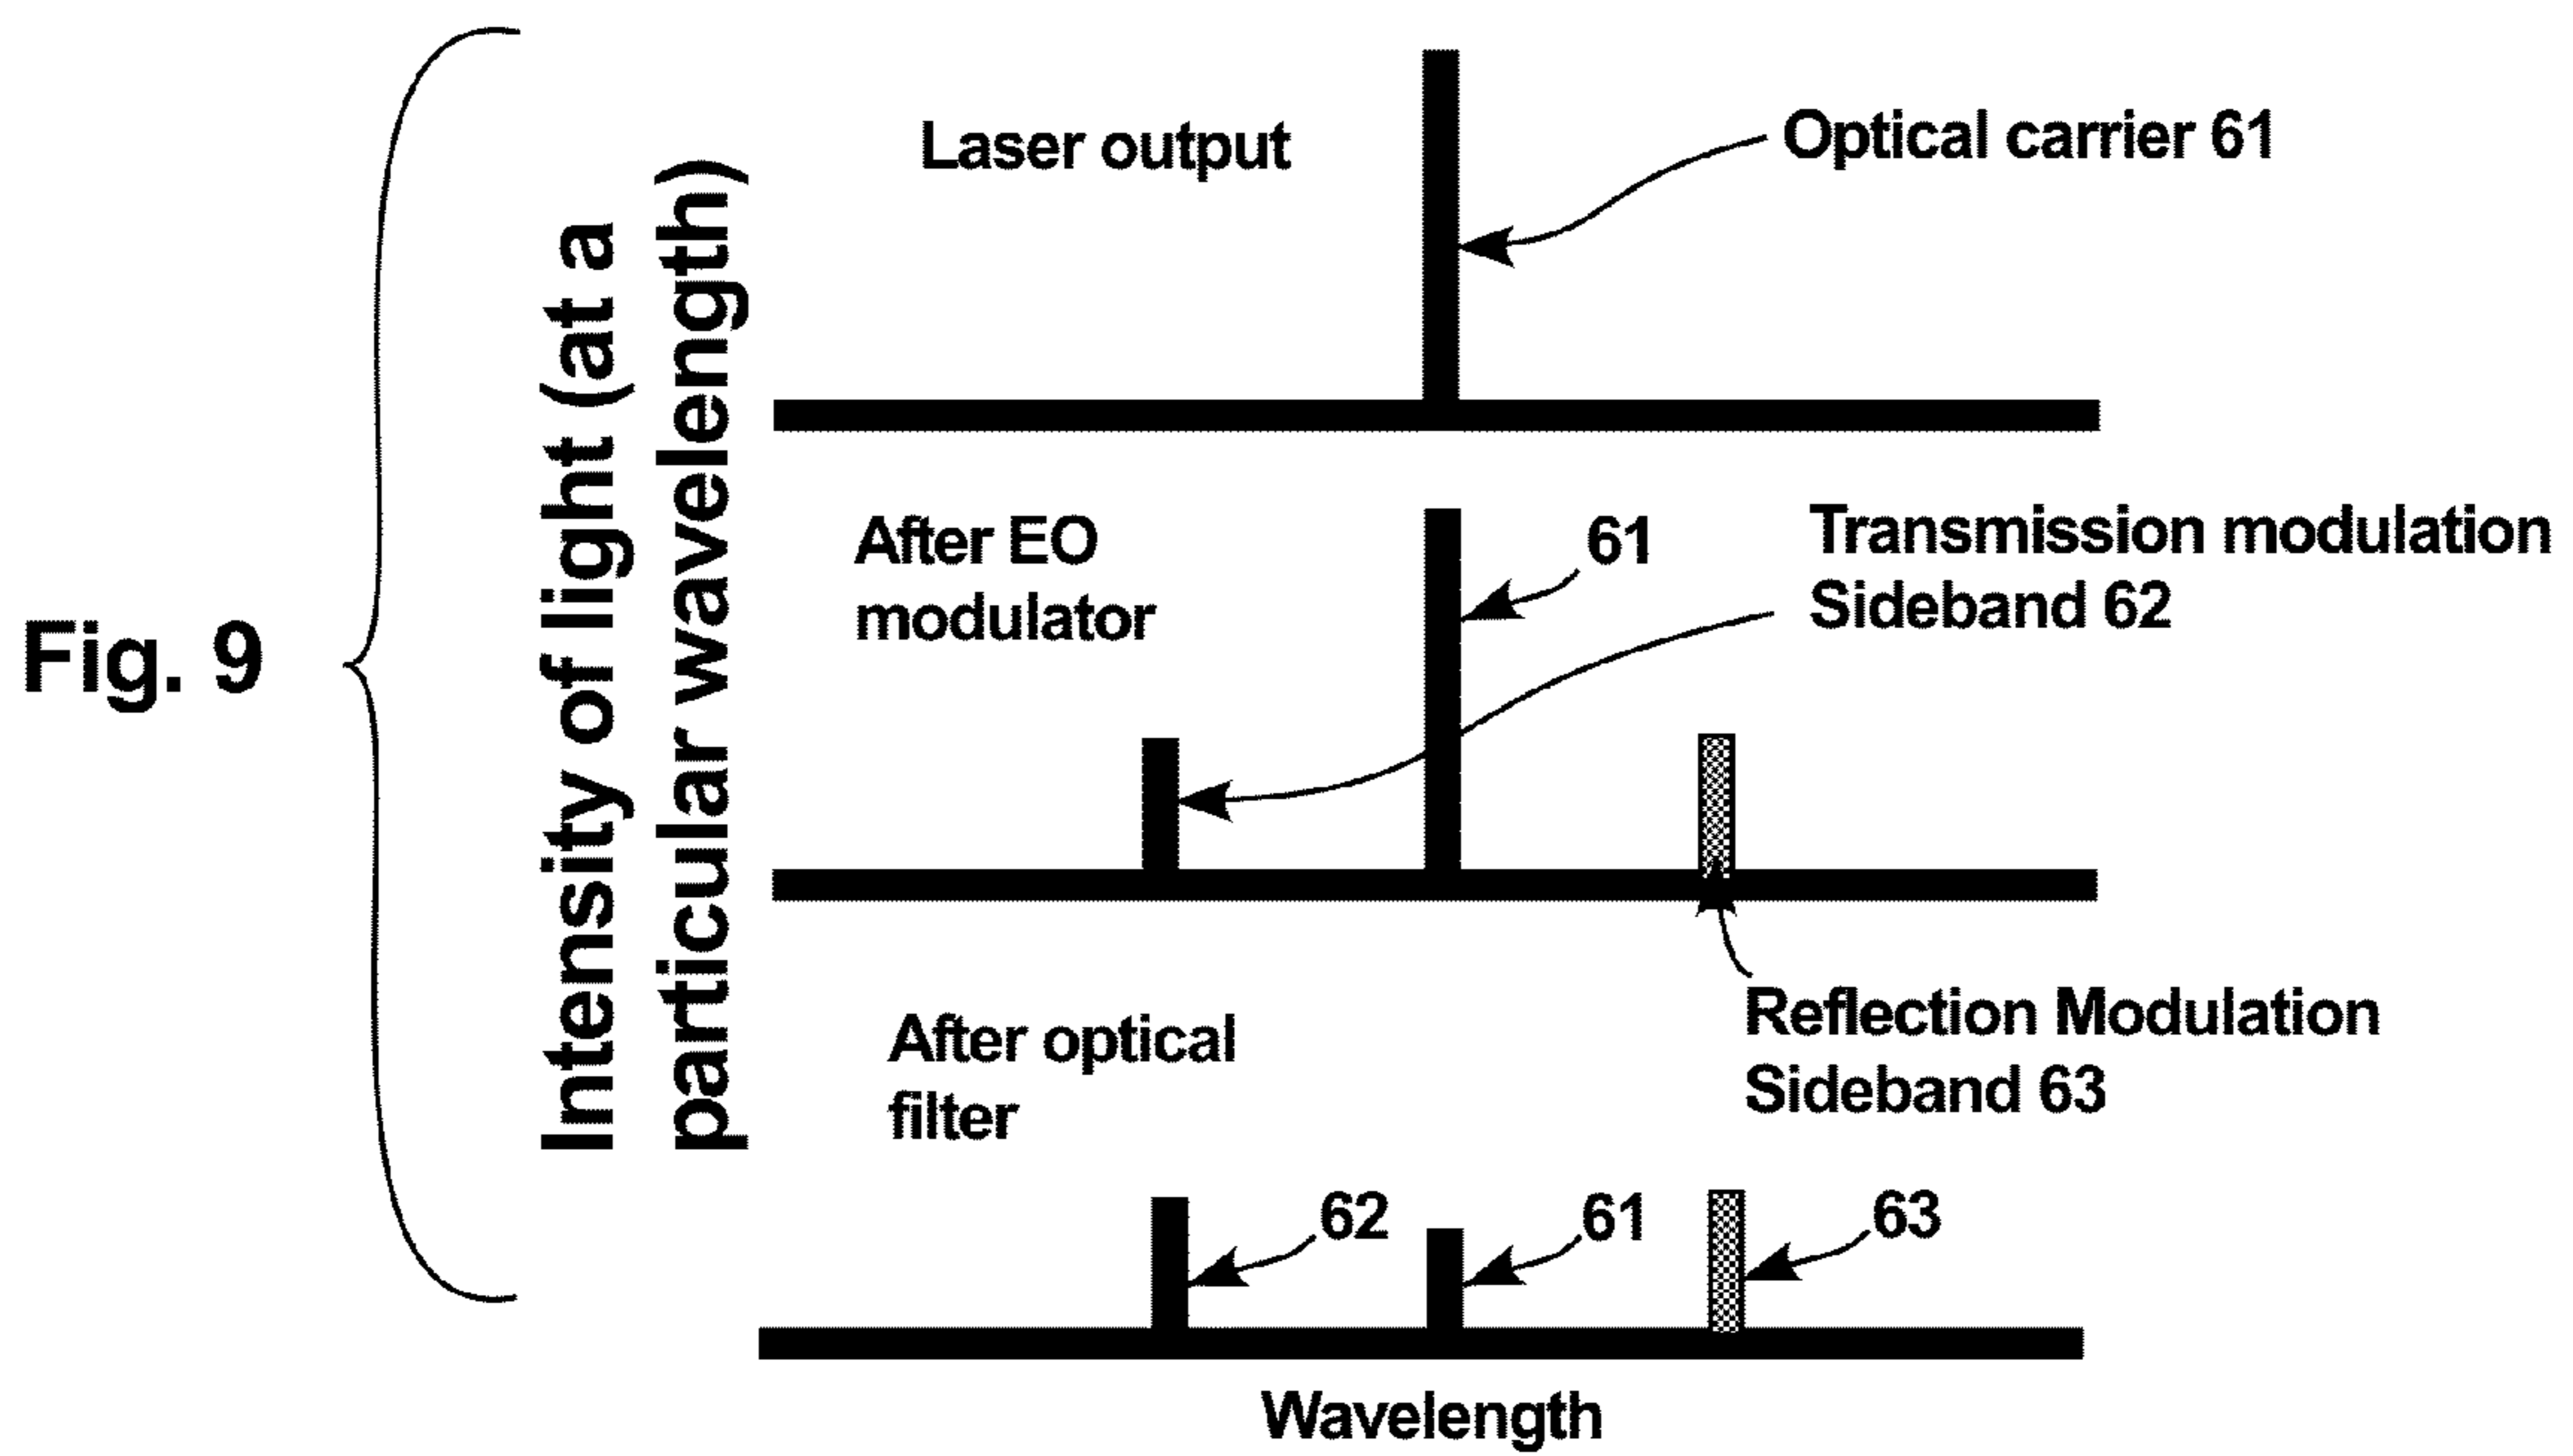 Fig. 9
Intensity of light (at a
particular wavelength)
Laser output
Optical carrier 61
After EO
modulator
61
Transmission modulation
Sideband 62
Reflection Modulation
Sideband 63
After optical
filter
62
61
63
Wavelength